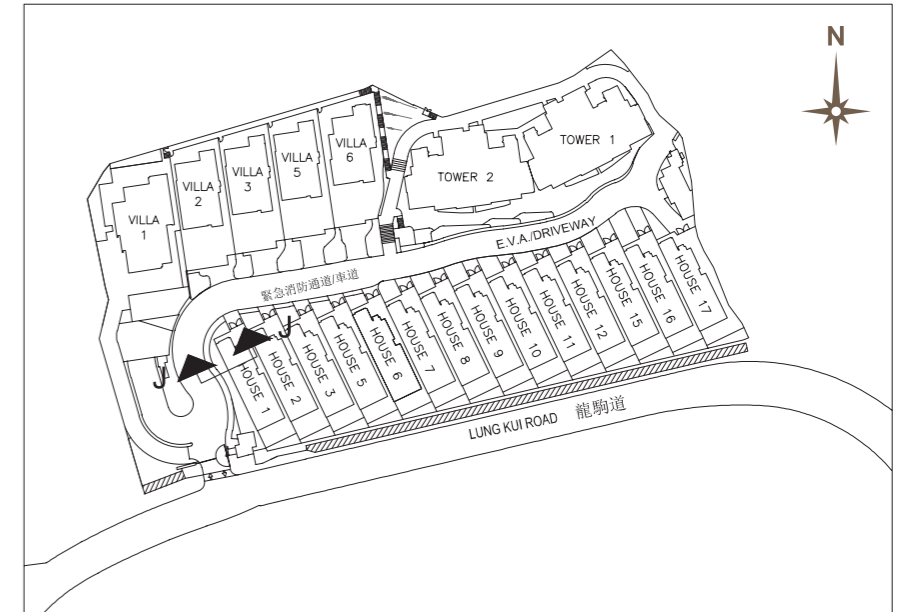 N
VILLA
1
VILLA
2
VILLA
3
VILLA
5
VILLA
6
TOWER 2
TOWER 1
E.V.A./DRIVEWAY
緊急消防通道/車道
J
J
HOUSE 1
HOUSE 2
HOUSE 3
HOUSE 5
HOUSE 6
HOUSE 7
HOUSE 8
HOUSE 9
HOUSE 10
HOUSE 11
HOUSE 12
HOUSE 15
HOUSE 16
HOUSE 17
LUNG KUI ROAD 龍駒道